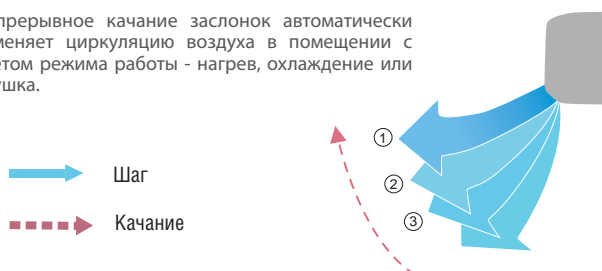 прерывное качание заслонок автоматически
меняет циркуляцию воздуха в помещении с
етом режима работы - нагрев, охлаждение или
ушка.
1
Шаг
2
Качание
3